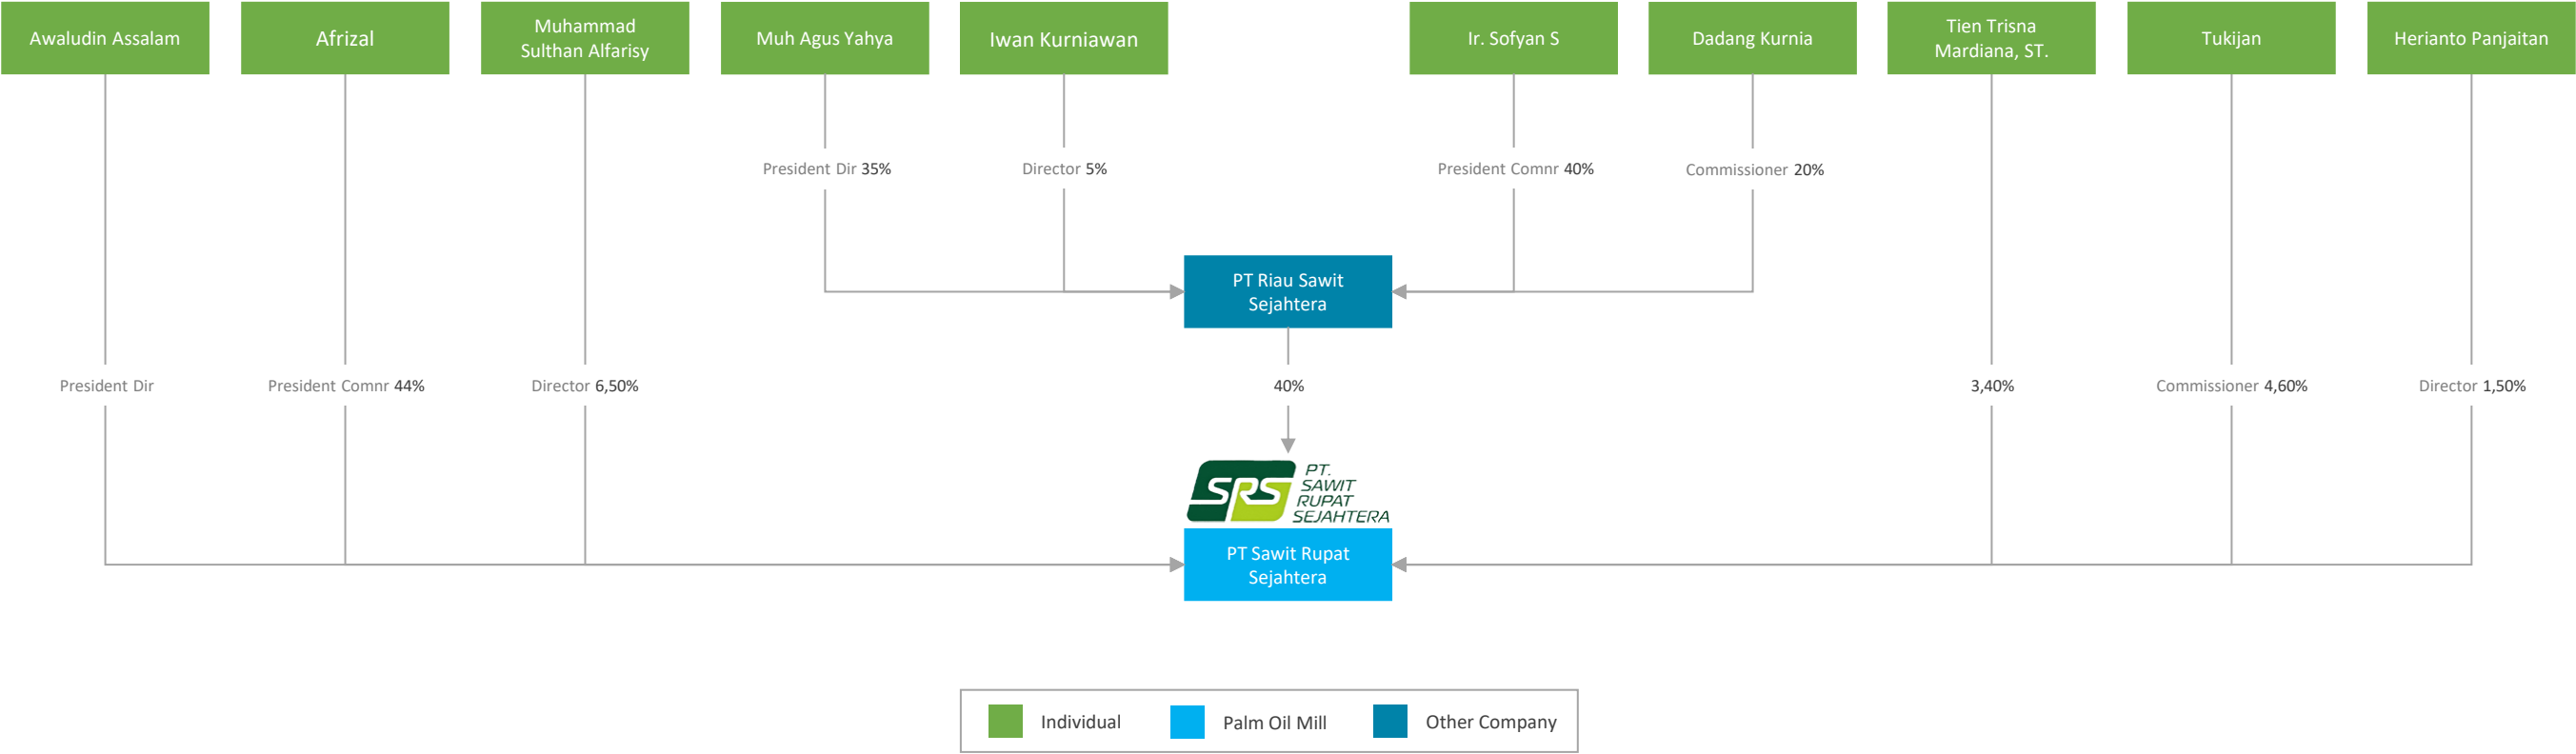 Awaludin Assalam
Afrizal
Muhammad
Sulthan Alfarisy
Muh Agus Yahya
Iwan Kurniawan
Ir. Sofyan S
Dadang Kurnia
Tien Trisna
Mardiana, ST.
Tukijan
Herianto Panjaitan
President Dir 35%
Director 5%
President Comnr 40%
Commissioner 20%
PT Riau Sawit
Sejahtera
President Dir
President Comnr 44%
Director 6,50%
40%
3,40%
Commissioner 4,60%
Director 1,50%
SRS
PT.
SAWIT
RUPAT
SEJAHTERA
PT Sawit Rupat
Sejahtera
Individual
Palm Oil Mill
Other Company